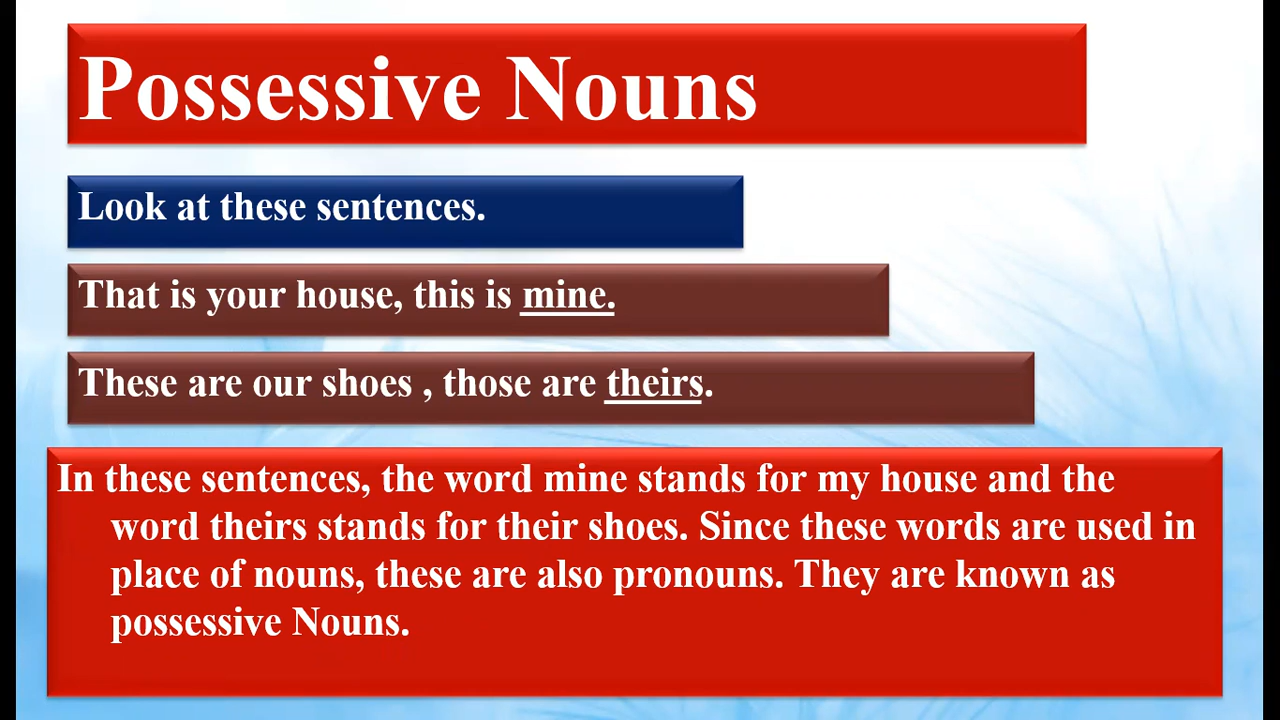 Possessive Nouns
Look at these sentences.
That is your house, this is mine.
These are our shoes , those are theirs.
In these sentences, the word mine stands for my house and the
word theirs stands for their shoes. Since these words are used in
place of nouns, these are also pronouns. They are known as
possessive Nouns.